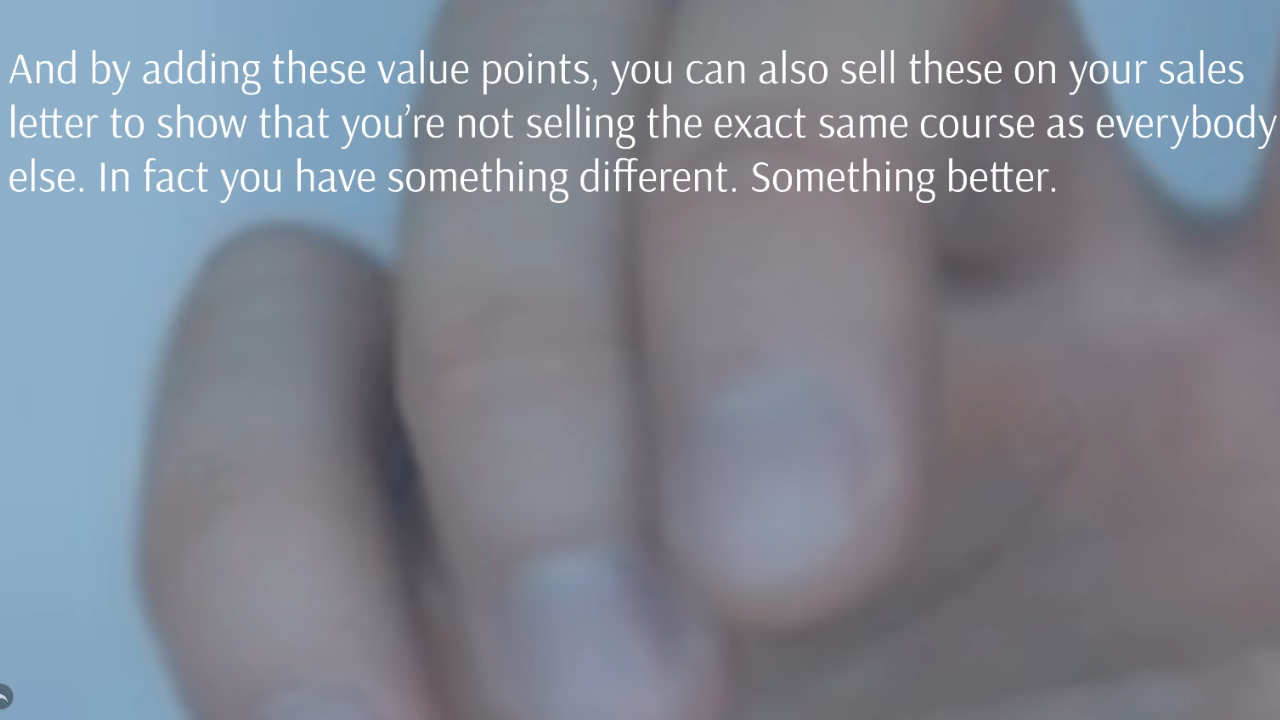 And by adding these value points, you can also sell these on your sales
letter to show that you’re not selling the exact same course as everybody
else. In fact you have something different. Something better.